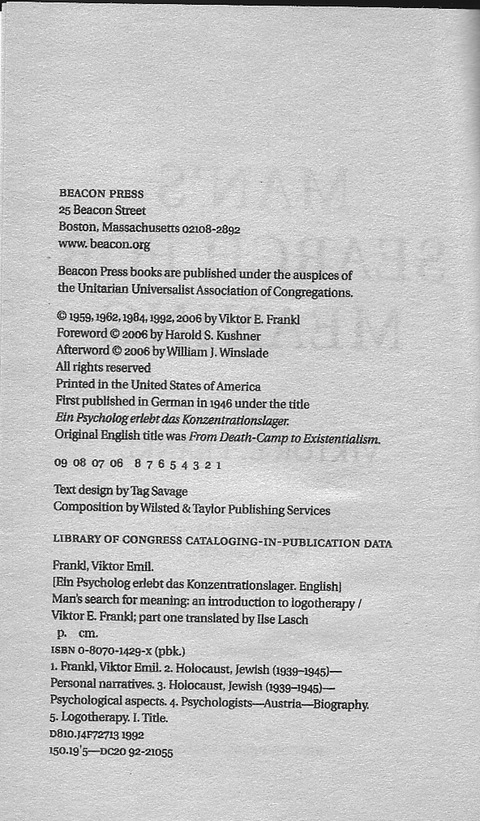 BEACON PRESS
25 Beacon Street
Boston, Massachusetts 02108-2892
www. beacon.org
Beacon Press books are published under the auspices of
the Unitarian Universalist Association of Congregations.
© 1959, 1962, 1984, 1992, 2006 by Viktor E. Frankl
Foreword © 2006 by Harold S. Kushner
Afterword © 2006 by William J. Winslade
All rights reserved
Printed in the United States of America
First published in German in 1946 under the title
Ein Psycholog erlebt das Konzentrationslager.
Original English title was From Death-Camp to Existentialism.
09 08 07 06 8 7 6 5 4 3 2 1
Text design by Tag Savage
Composition by Wilsted & Taylor Publishing Services
LIBRARY OF CONGRESS CATALOGING-IN-PUBLICATION DATA
Frankl, Viktor Emil.
[Ein Psycholog erlebt das Konzentrationslager. English]
Man's search for meaning: an introduction to logotherapy /
Viktor E. Frankl; part one translated by Ilse Lasch
p. cm.
ISBN 0-8070-1429-X (pbk.)
1. Frankl, Viktor Emil. 2. Holocaust, Jewish (1939–1945)—
Personal narratives. 3. Holocaust, Jewish (1939–1945)—
Psychological aspects. 4. Psychologists—Austria—Biography.
5. Logotherapy. I. Title.
D810.J4F72713 1992
150.19'5—DC20 92-21055